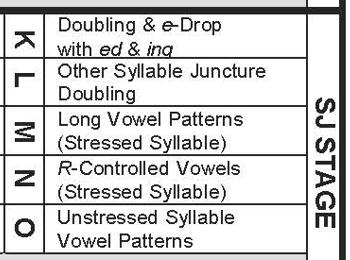 K
Doubling & e-Drop
with ed & ing
L
Other Syllable Juncture
Doubling
M
Long Vowel Patterns
(Stressed Syllable)
N
R-Controlled Vowels
(Stressed Syllable)
O
Unstressed Syllable
Vowel Patterns
SJ STAGE